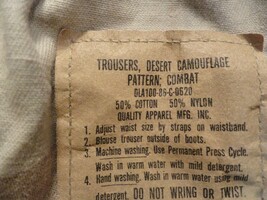 TROUSERS, DESERT CAMOUFLAGE
PATTERN; COMBAT
DLA100-86-C-0620
50% COTTON 50% NYLON
QUALITY APPAREL MFG. INC.
1. Adjust waist size by straps on waistband.
2. Blouse trouser outside of boots.
3. Machine washing. Use Permanent Press Cycle.
Wash in warm water with mild detergent.
4. Hand washing. Wash in warm water using mild
detergent. DO NOT WRING or TWIST